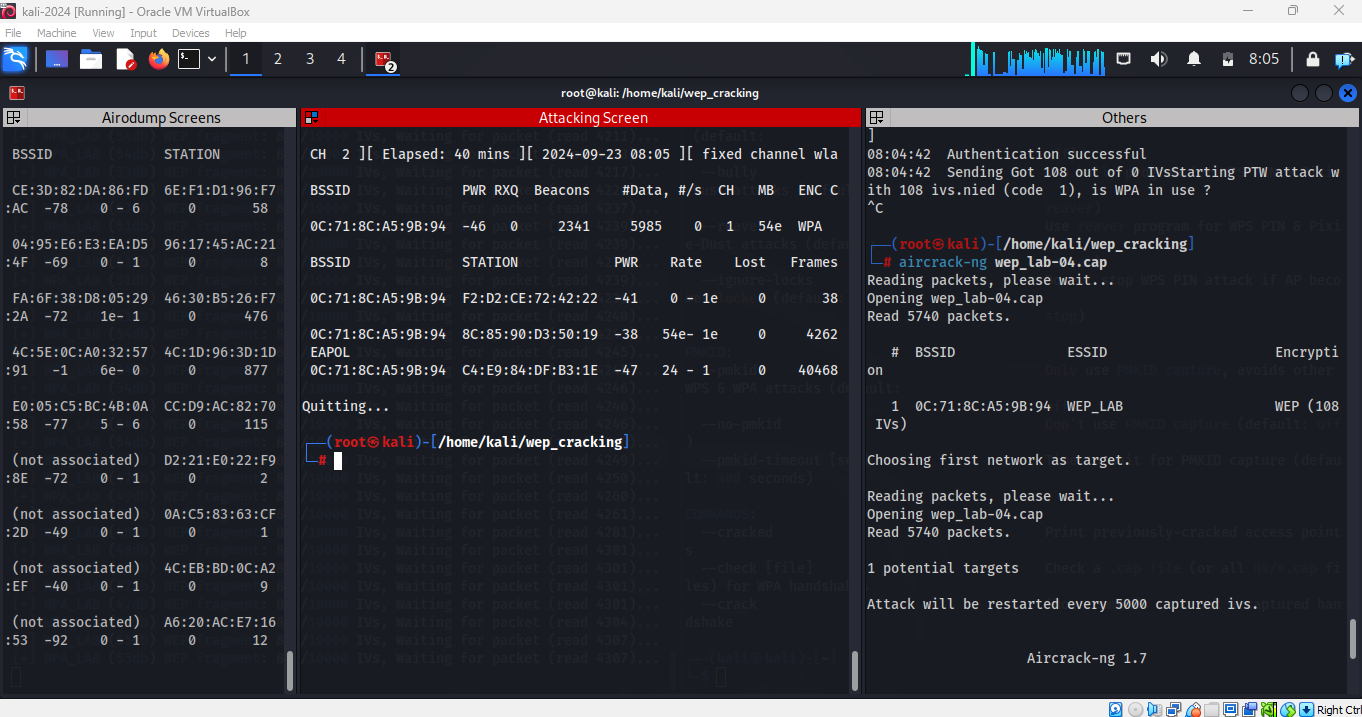 kali-2024 [Running] - Oracle VM VirtualBox
File Machine View Input Devices Help
1 2 3 4 2 8:05
root@kali: /home/kali/wep_cracking
Airodump Screens
BSSID STATION
CE:3D:82:DA:86:FD 6E:F1:D1:96:F7
:AC -78 0 - 6 0 58
04:95:E6:E3:EA:D5 96:17:45:AC:21
:4F -69 0 - 1 0 8
FA:6F:38:D8:05:29 46:30:B5:26:F7
:2A -72 1e- 1 0 476
4C:5E:0C:A0:32:57 4C:1D:96:3D:1D
:91 -1 6e- 0 0 877
E0:05:C5:BC:4B:0A CC:D9:AC:82:70
:58 -77 5 - 6 0 115
(not associated) D2:21:E0:22:F9
:8E -72 0 - 1 0 2
(not associated) 0A:C5:83:63:CF
:2D -49 0 - 1 0 1
(not associated) 4C:EB:BD:0C:A2
:EF -40 0 - 1 0 9
(not associated) A6:20:AC:E7:16
:53 -92 0 - 1 0 12
Attacking Screen
CH 2 ][ Elapsed: 40 mins ][ 2024-09-23 08:05 ][ fixed channel wla
BSSID PWR RXQ Beacons #Data, #/s CH MB ENC C
0C:71:8C:A5:9B:94 -46 0 2341 5985 0 1 54e WPA
BSSID STATION PWR Rate Lost Frames
0C:71:8C:A5:9B:94 F2:D2:CE:72:42:22 -41 0 - 1e 0 38
0C:71:8C:A5:9B:94 8C:85:90:D3:50:19 -38 54e- 1e 0 4262
EAPOL
0C:71:8C:A5:9B:94 C4:E9:84:DF:B3:1E -47 24 - 1 0 40468
Quitting...
(root㉿kali)-[/home/kali/wep_cracking]
#
Others
]
08:04:42 Authentication successful
08:04:42 Sending Got 108 out of 0 IVsStarting PTW attack w
ith 108 ivs.nied (code 1), is WPA in use ?
^C
(root㉿kali)-[/home/kali/wep_cracking]
# aircrack-ng wep_lab-04.cap
Reading packets, please wait...
Opening wep_lab-04.cap
Read 5740 packets.
# BSSID ESSID Encrypti
on
1 0C:71:8C:A5:9B:94 WEP_LAB WEP (108
IVs)
Choosing first network as target.
Reading packets, please wait...
Opening wep_lab-04.cap
Read 5740 packets.
1 potential targets
Attack will be restarted every 5000 captured ivs.
Aircrack-ng 1.7
Right Ctrl